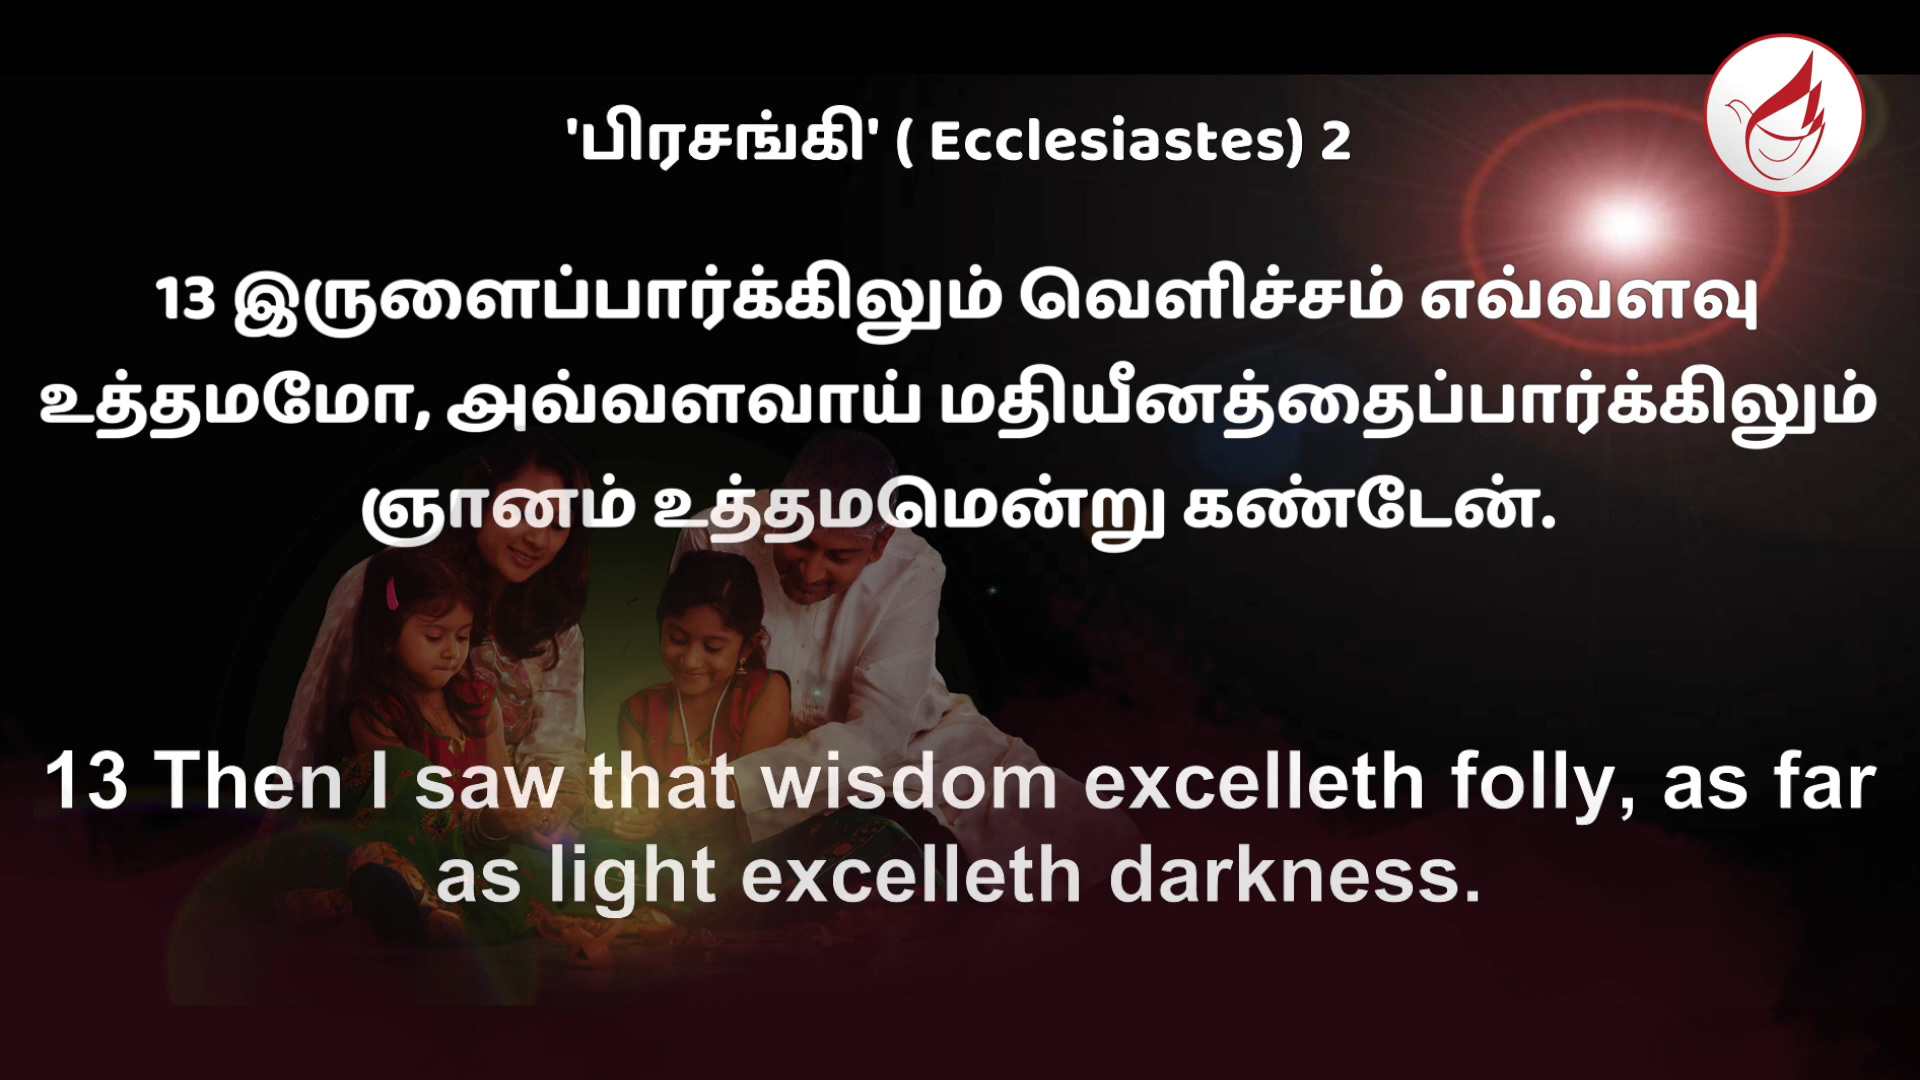 'பிரசங்கி' ( Ecclesiastes) 2
13 இருளைப்பார்க்கிலும் வெளிச்சம் எவ்வளவு
உத்தமமோ, அவ்வளவாய் மதியீனத்தைப்பார்க்கிலும்
ஞானம் உத்தமமென்று கண்டேன்.
13 Then I saw that wisdom excelleth folly, as far
as light excelleth darkness.